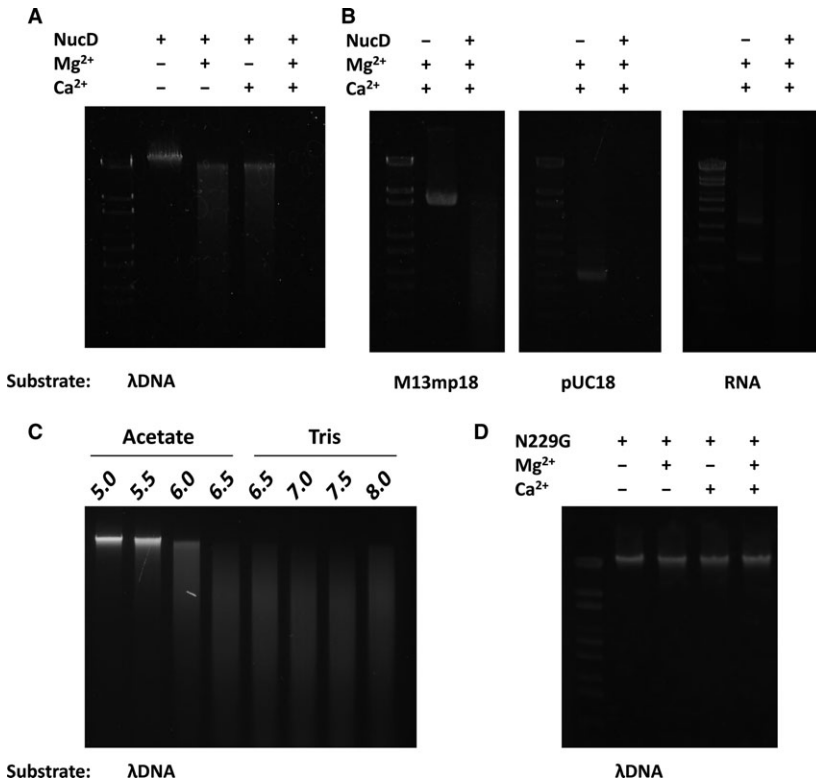 A
NucD + + + +
Mg2+ – + – +
Ca2+ – – + +
Substrate: λDNA
B
NucD – + – + – +
Mg2+ + + + + + +
Ca2+ + + + + + +
M13mp18 pUC18 RNA
C
Acetate Tris
5.0 5.5 6.0 6.5 6.5 7.0 7.5 8.0
Substrate: λDNA
D
N229G + + + +
Mg2+ – + – +
Ca2+ – – + +
λDNA